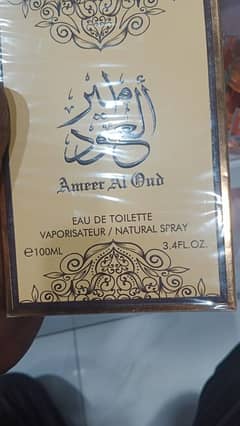 أمير
العود
Ameer Al Oud
EAU DE TOILETTE
VAPORISATEUR / NATURAL SPRAY
℮100ML 3.4FL.OZ.